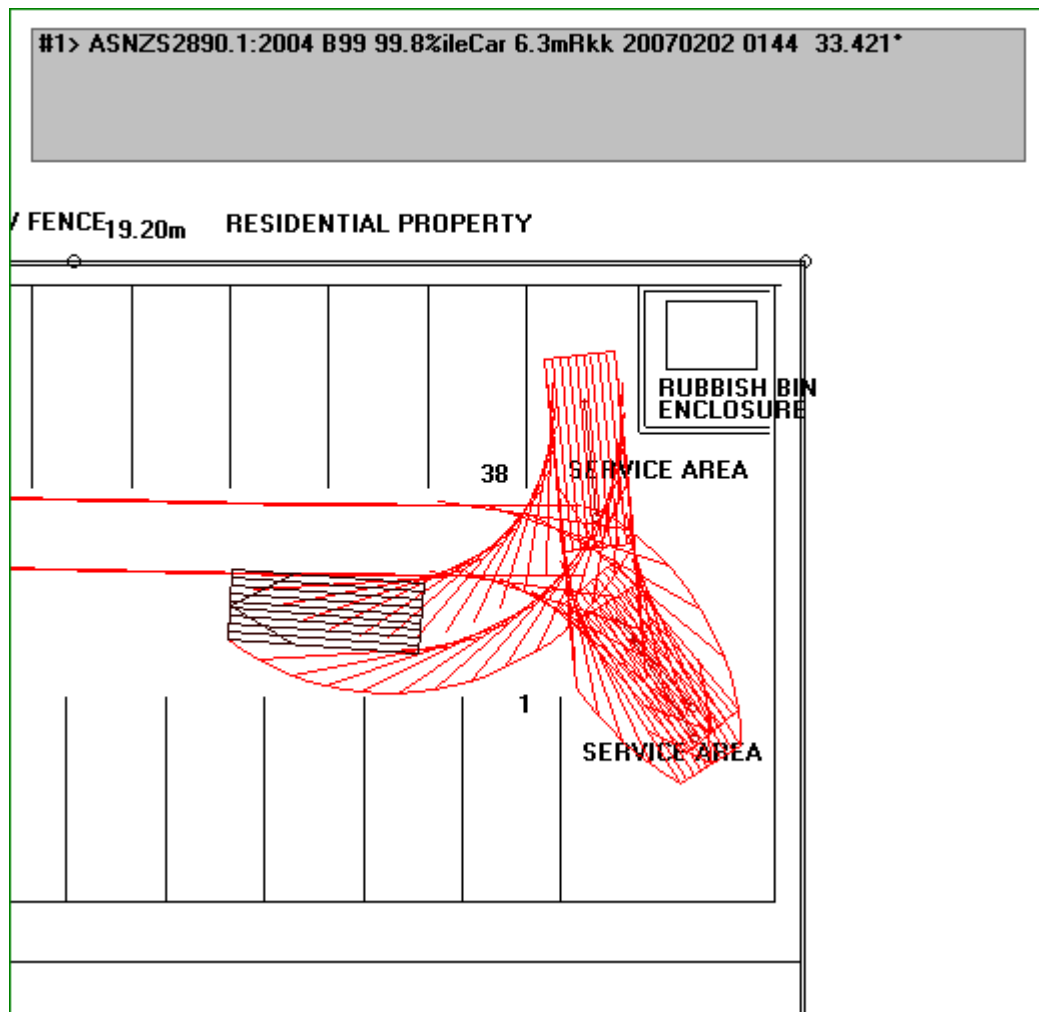 #1> ASNZS2890.1:2004 B99 99.8%ileCar 6.3mRkk 20070202 0144 33.421°
/ FENCE 19.20m RESIDENTIAL PROPERTY
RUBBISH BIN
ENCLOSURE
38 SERVICE AREA
1
SERVICE AREA